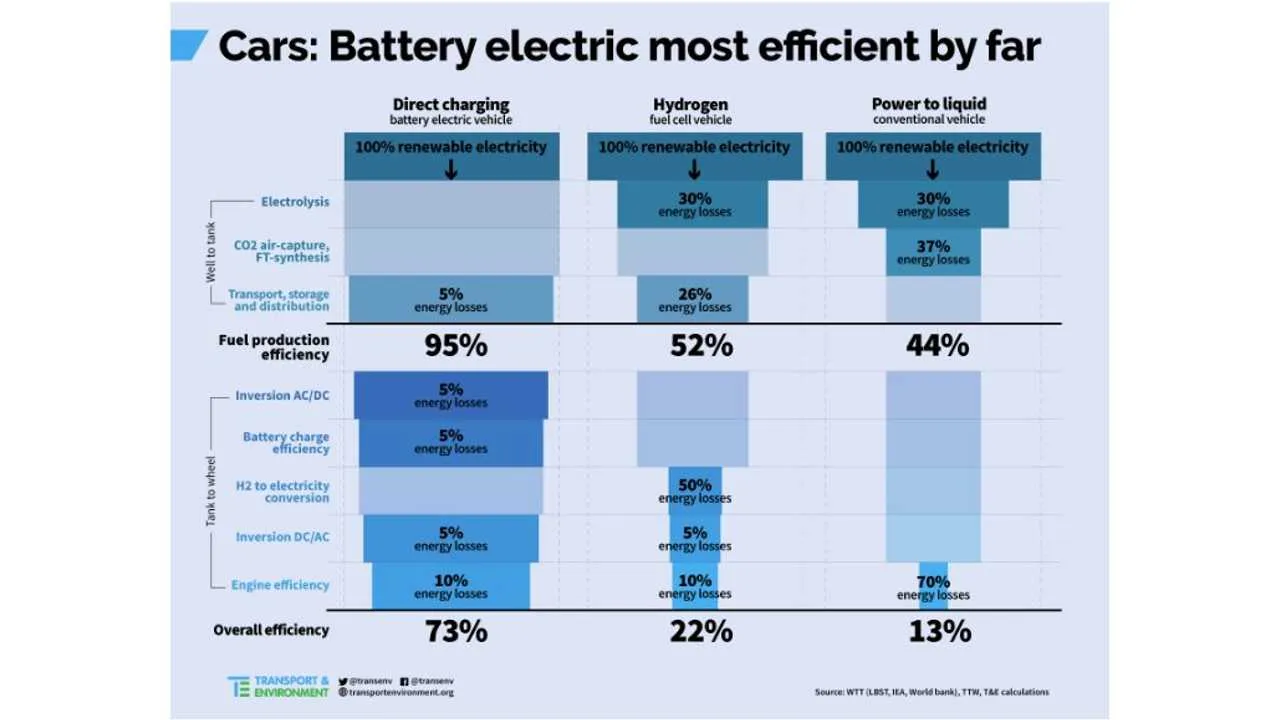 Cars: Battery electric most efficient by far
Direct charging
battery electric vehicle
Hydrogen
fuel cell vehicle
Power to liquid
conventional vehicle
100% renewable electricity
100% renewable electricity
100% renewable electricity
Well to tank
Electrolysis
30%
energy losses
30%
energy losses
CO2 air-capture,
FT-synthesis
37%
energy losses
Transport, storage
and distribution
5%
energy losses
26%
energy losses
Fuel production
efficiency
95%
52%
44%
Tank to wheel
Inversion AC/DC
5%
energy losses
Battery charge
efficiency
5%
energy losses
H2 to electricity
conversion
50%
energy losses
Inversion DC/AC
5%
energy losses
5%
energy losses
Engine efficiency
10%
energy losses
10%
energy losses
70%
energy losses
Overall efficiency
73%
22%
13%
TE TRANSPORT &
ENVIRONMENT
@transenv @transenv
transportenvironment.org
Source: WTT (LBST, IEA, World bank), TTW, T&E calculations